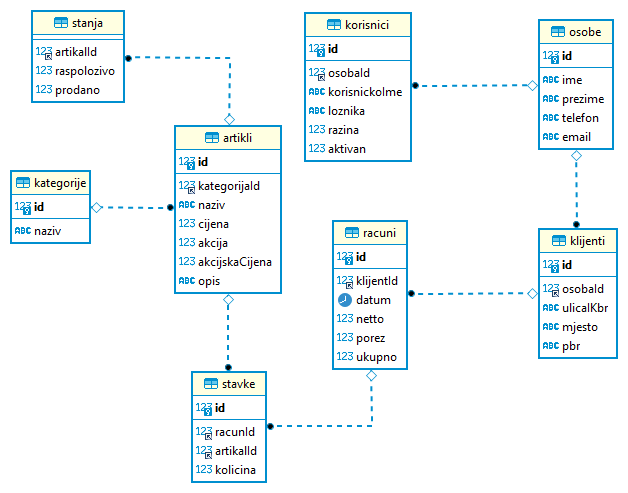 stanja
123 artikalId
123 raspolozivo
123 prodano
korisnici
123 id
123 osobaId
ABC korisnickoIme
ABC loznika
123 razina
123 aktivan
osobe
123 id
ABC ime
ABC prezime
ABC telefon
ABC email
artikli
123 id
123 kategorijaId
ABC naziv
123 cijena
123 akcija
123 akcijskaCijena
ABC opis
kategorije
123 id
ABC naziv
racuni
123 id
123 klijentId
datum
123 netto
123 porez
123 ukupno
klijenti
123 id
123 osobaId
ABC ulicaIKbr
ABC mjesto
ABC pbr
stavke
123 id
123 racunId
123 artikalId
123 kolicina